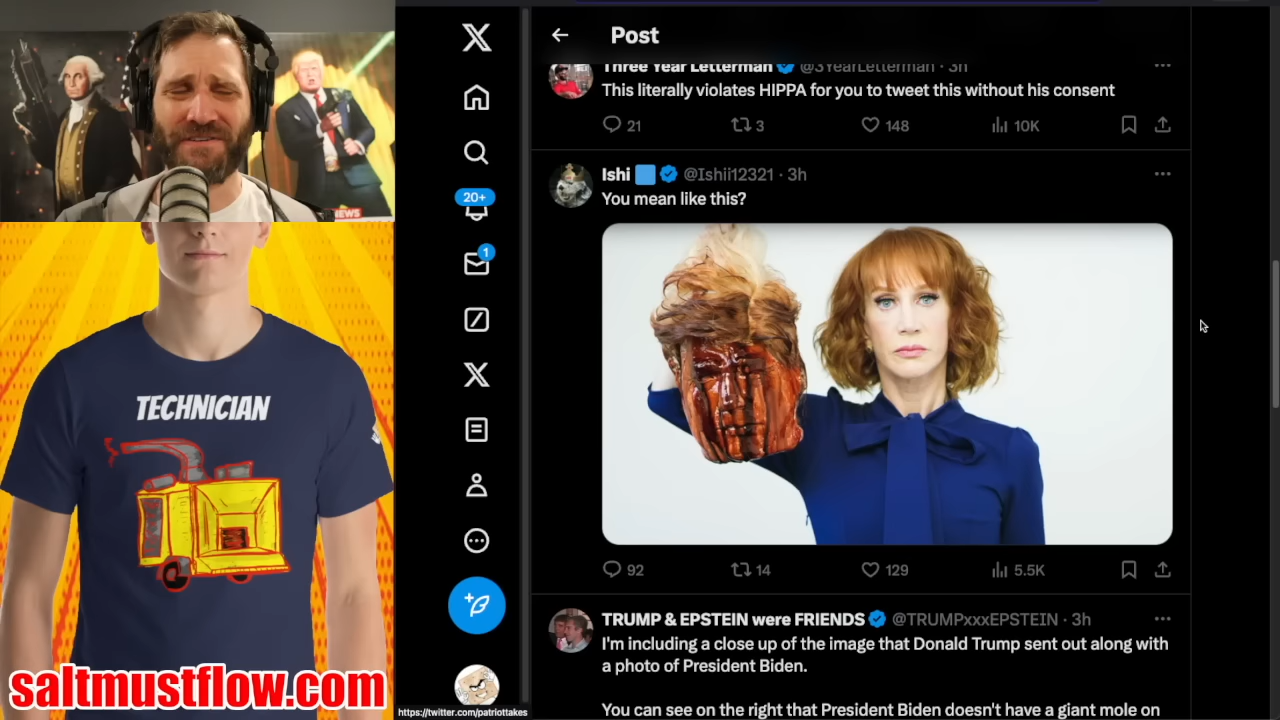 Post
Three Year Letterman @3YearLetterman · 3h
This literally violates HIPPA for you to tweet this without his consent
21 3 148 10K
Ishi @Ishii12321 · 3h
You mean like this?
92 14 129 5.5K
TRUMP & EPSTEIN were FRIENDS @TRUMPxxxEPSTEIN · 3h
I'm including a close up of the image that Donald Trump sent out along with
a photo of President Biden.
You can see on the right that President Biden doesn't have a giant mole on
20+
1
https://twitter.com/patriottakes
NEWS
TECHNICIAN
saltmustflow.com